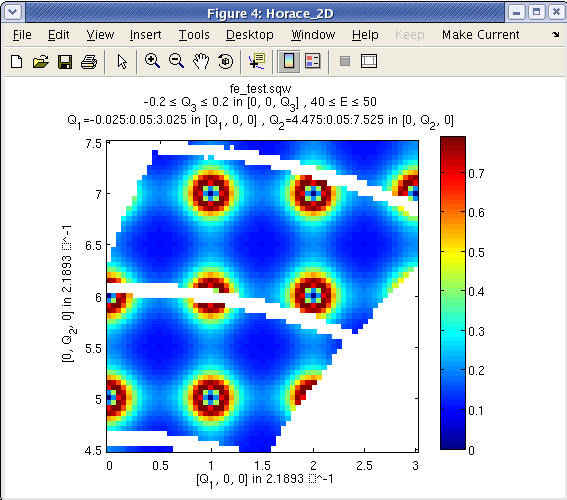 Figure 4: Horace_2D
File Edit View Insert Tools Desktop Window Help Keep Make Current
fe_test.sqw
-0.2 ≤ Q3 ≤ 0.2 in [0, 0, Q3] , 40 ≤ E ≤ 50
Q1=-0.025:0.05:3.025 in [Q1, 0, 0] , Q2=4.475:0.05:7.525 in [0, Q2, 0]
7.5
7
6.5
6
5.5
5
4.5
[0, Q2, 0] in 2.1893 □^-1
0 0.5 1 1.5 2 2.5 3
[Q1, 0, 0] in 2.1893 □^-1
0.7
0.6
0.5
0.4
0.3
0.2
0.1
0